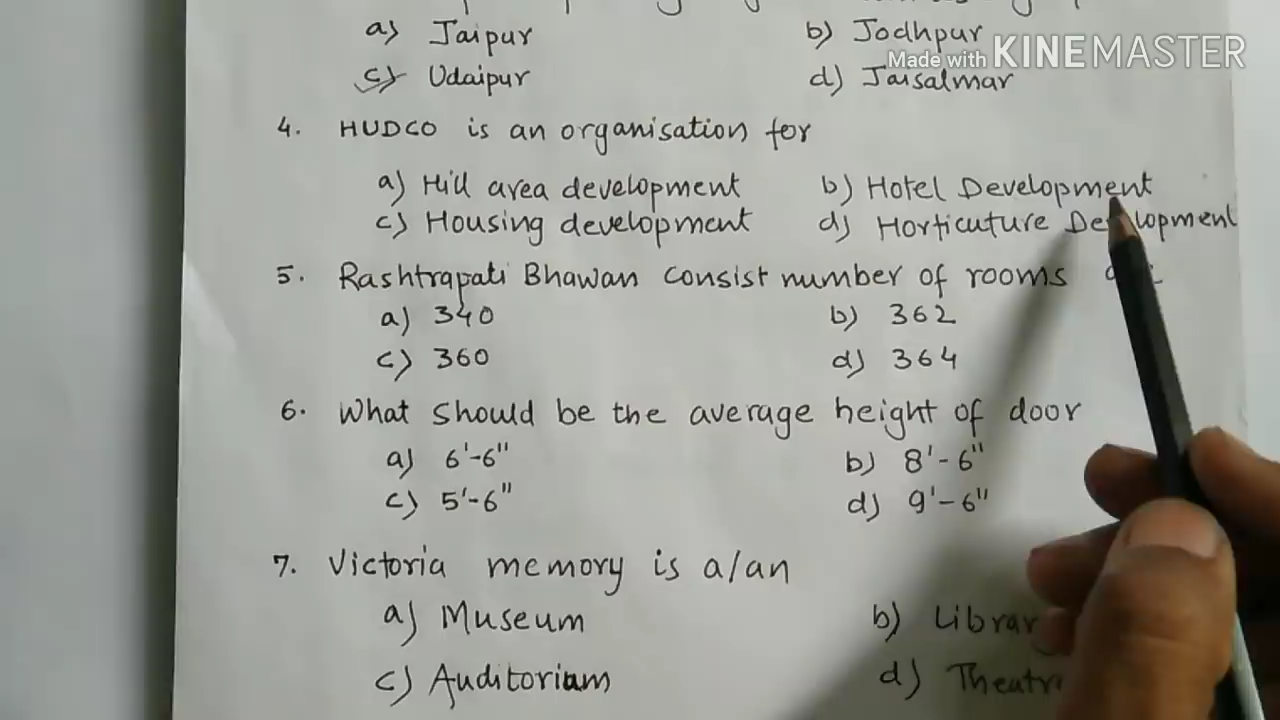 a) Jaipur b) Jodhpur
Made with KINEMASTER
c) Udaipur d) Jaisalmar
4. HUDCO is an organisation for
a) Hill area development b) Hotel Development
c) Housing development d) Horticuture Development
5. Rashtrapati Bhawan consist number of rooms
a) 340 b) 362
c) 360 d) 364
6. What should be the average height of door
a) 6'-6" b) 8'-6"
c) 5'-6" d) 9'-6"
7. Victoria memory is a/an
a) Museum b)
c) Auditorium d)